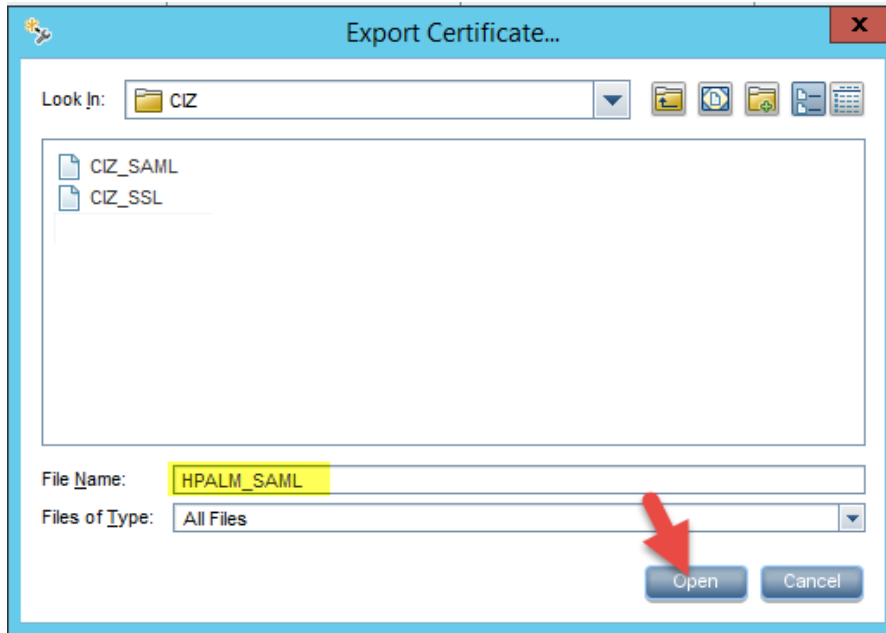 Export Certificate...
x
Look In: CIZ
CIZ_SAML
CIZ_SSL
File Name: HPALM_SAML
Files of Type: All Files
Open Cancel